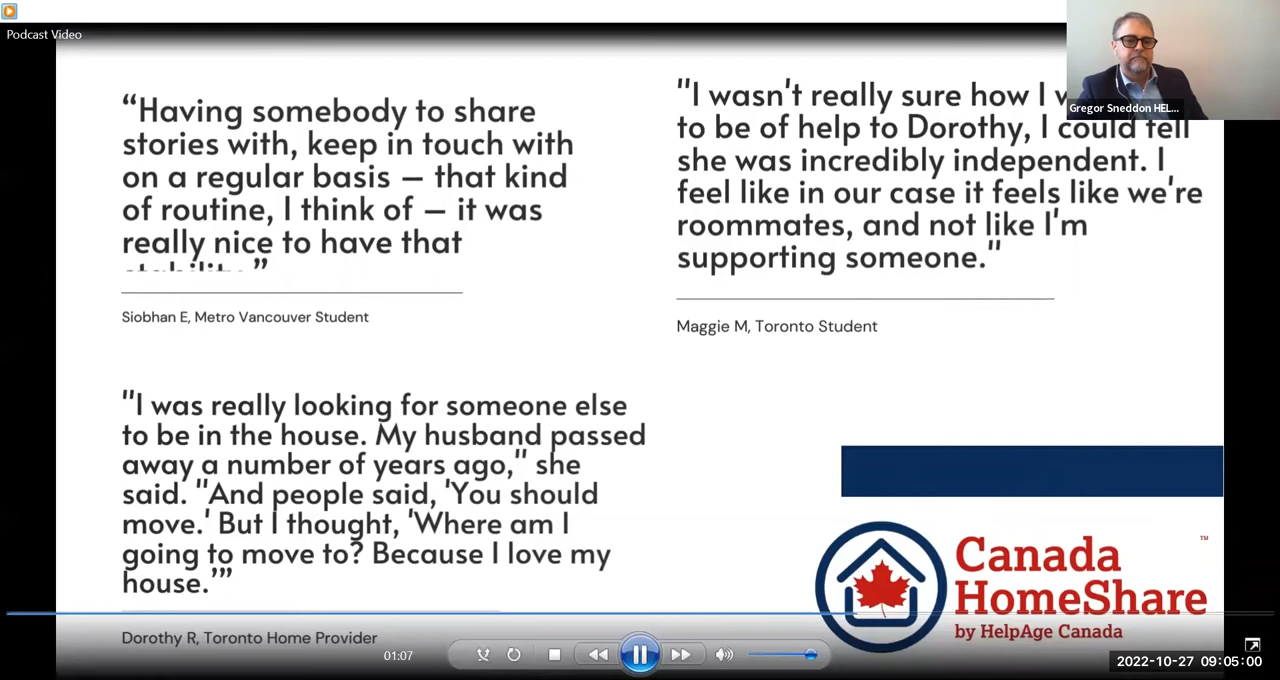 Podcast Video
“Having somebody to share
stories with, keep in touch with
on a regular basis – that kind
of routine, I think of – it was
really nice to have that
stability.”
Siobhan E, Metro Vancouver Student
"I wasn't really sure how I
to be of help to Dorothy, I could tell
she was incredibly independent. I
feel like in our case it feels like we're
roommates, and not like I'm
supporting someone."
Maggie M, Toronto Student
Gregor Sneddon HEL...
"I was really looking for someone else
to be in the house. My husband passed
away a number of years ago," she
said. "And people said, 'You should
move.' But I thought, 'Where am I
going to move to? Because I love my
house.'”
Dorothy R, Toronto Home Provider
Canada
HomeShare
TM
by HelpAge Canada
01:07
2022-10-27 09:05:00